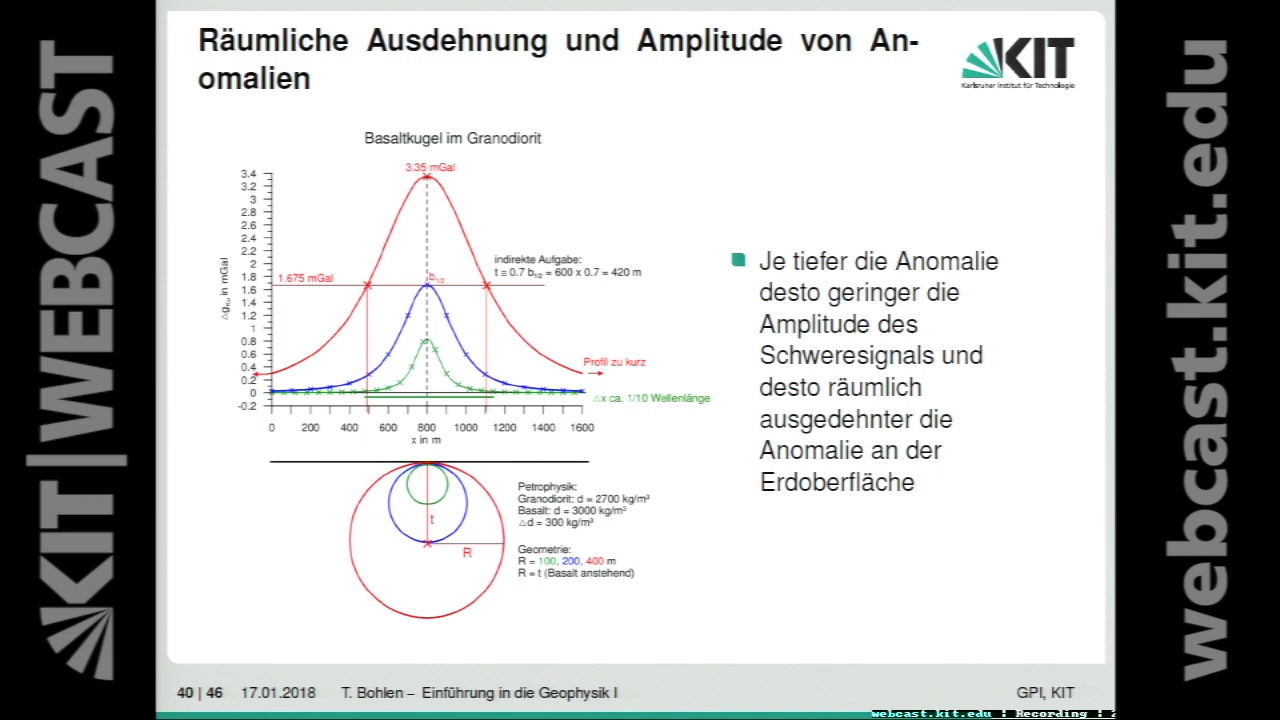 Räumliche Ausdehnung und Amplitude von An-
omalien
KIT
Karlsruher Institut für Technologie
Basaltkugel im Granodiorit
3.35 mGal
3.4
3.2
3
2.8
2.6
2.4
2.2
2
1.8
1.6
1.4
1.2
1
0.8
0.6
0.4
0.2
0
-0.2
1.675 mGal
b1/2
indirekte Aufgabe:
t = 0.7 b1/2 = 600 x 0.7 = 420 m
Profil zu kurz
△x ca. 1/10 Wellenlänge
0 200 400 600 800 1000 1200 1400 1600
x in m
t
R
Petrophysik:
Granodiorit: d = 2700 kg/m³
Basalt: d = 3000 kg/m³
△d = 300 kg/m³
Geometrie:
R = 100, 200, 400 m
R = t (Basalt anstehend)
Je tiefer die Anomalie
desto geringer die
Amplitude des
Schweresignals und
desto räumlich
ausgedehnter die
Anomalie an der
Erdoberfläche
40 | 46 17.01.2018 T. Bohlen – Einführung in die Geophysik I
GPI, KIT
webcast.kit.edu : Recording :
KIT | WEBCAST
webcast.kit.edu